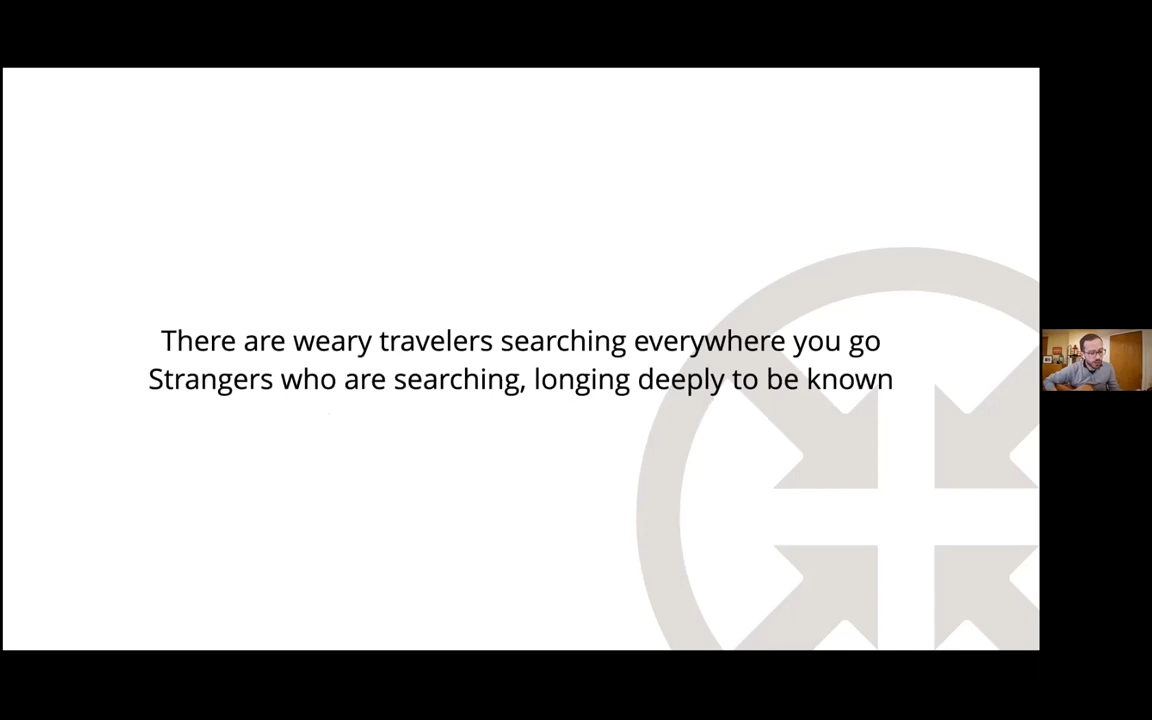 There are weary travelers searching everywhere you go
Strangers who are searching, longing deeply to be known